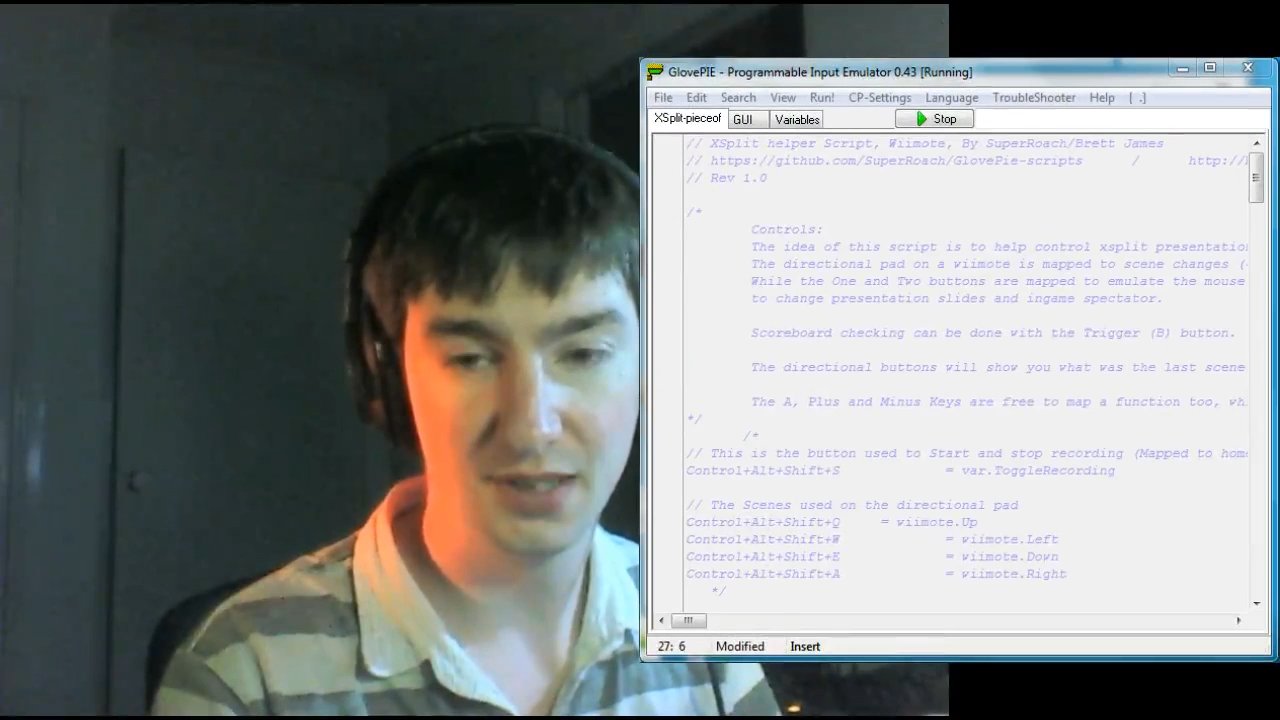 GlovePIE - Programmable Input Emulator 0.43 [Running]
File Edit Search View Run! CP-Settings Language TroubleShooter Help [ .]
XSplit-pieceof GUI Variables Stop
// XSplit helper Script, Wiimote, By SuperRoach/Brett James
// https://github.com/SuperRoach/GlovePie-scripts / http://
// Rev 1.0
/*
Controls:
The idea of this script is to help control xsplit presentatio
The directional pad on a wiimote is mapped to scene changes (
While the One and Two buttons are mapped to emulate the mouse
to change presentation slides and ingame spectator.
Scoreboard checking can be done with the Trigger (B) button.
The directional buttons will show you what was the last scene
The A, Plus and Minus Keys are free to map a function too, wh
*/
/*
// This is the button used to Start and stop recording (Mapped to hom
Control+Alt+Shift+S = var.ToggleRecording
// The Scenes used on the directional pad
Control+Alt+Shift+Q = wiimote.Up
Control+Alt+Shift+W = wiimote.Left
Control+Alt+Shift+E = wiimote.Down
Control+Alt+Shift+A = wiimote.Right
*/
27: 6 Modified Insert